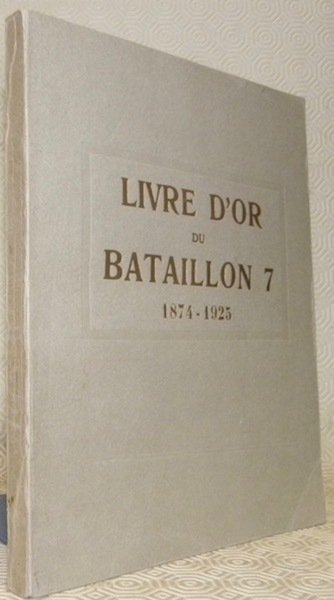 LIVRE D'OR
DU
BATAILLON 7
1874-1925